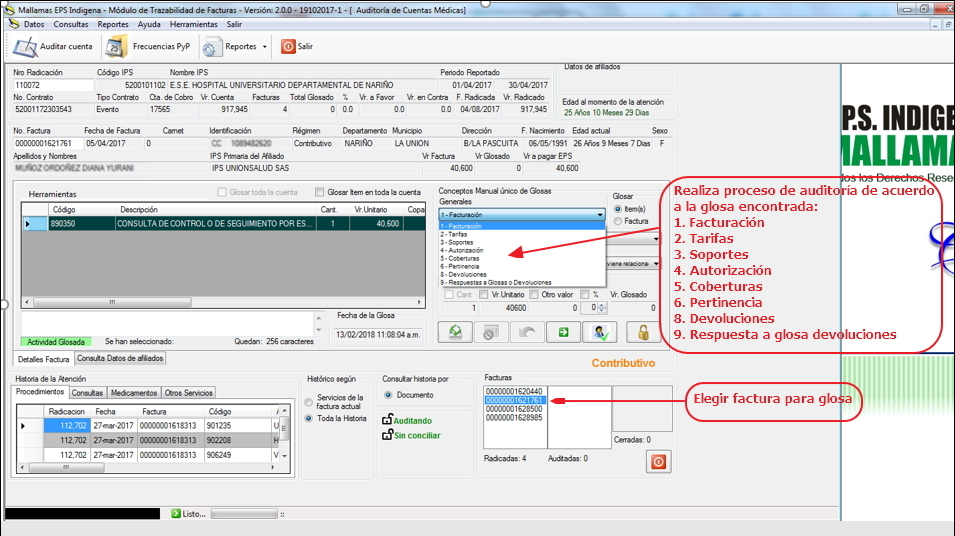 Mallamas EPS Indigena - Módulo de Trazabilidad de Facturas - Versión: 2.0.0 - 19102017-1 - [ Auditoría de Cuentas Médicas]
Datos Consultas Reportes Ayuda Herramientas Salir
Auditar cuenta Frecuencias PyP Reportes Salir
Nro Radicación Código IPS Nombre IPS Periodo Reportado Datos de afiliados
110072 5200101102 E.S.E. HOSPITAL UNIVERSITARIO DEPARTAMENTAL DE NARIÑO 01/04/2017 30/04/2017
No. Contrato Tipo Contrato Cta. de Cobro Vr. Cuenta Facturas Total Glosado % Vr. a Favor Vr. en Contra F. Radicada Vr. Radicado Edad al momento de la atención
52001172303543 Evento 17565 917,945 4 0.0 0.0 0.0 0.0 04/08/2017 917,945 25 Años 10 Meses 29 Dias
No. Factura Fecha de Factura Carnet Identificación Régimen Departamento Municipio Dirección F. Nacimiento Edad actual Sexo
00000001621761 05/04/2017 0 CC 1089482620 Contributivo NARIÑO LA UNION B/LA PASCUITA 06/05/1991 26 Años 9 Meses 7 Dias F
Apellidos y Nombres IPS Primaria del Afiliado Vr Factura Vr Glosado Vr a pagar EPS
MUÑOZ ORDOÑEZ DIANA YURANI IPS UNIONSALUD SAS 40,600 0 40,600
P.S. INDIGEN
MALLAMA
dos los Derechos Rese
Herramientas Glosar toda la cuenta Glosar Item en toda la cuenta
Código Descripción Cant. Vr.Unitario Copa
890350 CONSULTA DE CONTROL O DE SEGUIMIENTO POR ES... 1 40,600
Conceptos Manual único de Glosas
Generales
1 - Facturación
1 - Facturación
2 - Tarifas
3 - Soportes
4 - Autorización
5 - Coberturas
6 - Pertinencia
8 - Devoluciones
9 - Respuestas a Glosas o Devoluciones
Glosar
Item(s)
Factura
viene relaciona
Cant Vr.Unitario Otro valor % Vr. Glosado
1 40600 0 0 0
Realiza proceso de auditoría de acuerdo
a la glosa encontrada:
1. Facturación
2. Tarifas
3. Soportes
4. Autorización
5. Coberturas
6. Pertinencia
8. Devoluciones
9. Respuesta a glosa devoluciones
Fecha de la Glosa
13/02/2018 11:08:04 a.m.
Actividad Glosada Se han seleccionado: Quedan: 256 caracteres
Detalles Factura Consulta Datos de afiliados
Contributivo
Historia de la Atención
Procedimientos Consultas Medicamentos Otros Servicios
Radicacion Fecha Factura Código
112,702 27-mar-2017 00000001618313 901235 U
112,702 27-mar-2017 00000001618313 902208 H
112,702 27-mar-2017 00000001618313 906249 V
Histórico según
Servicios de la
factura actual
Toda la Historia
Consultar historia por
Documento
Auditando
Sin conciliar
Facturas
00000001620440
00000001621761
00000001628500
00000001628985
Cerradas: 0
Radicadas: 4 Auditadas: 0
Elegir factura para glosa
Listo...